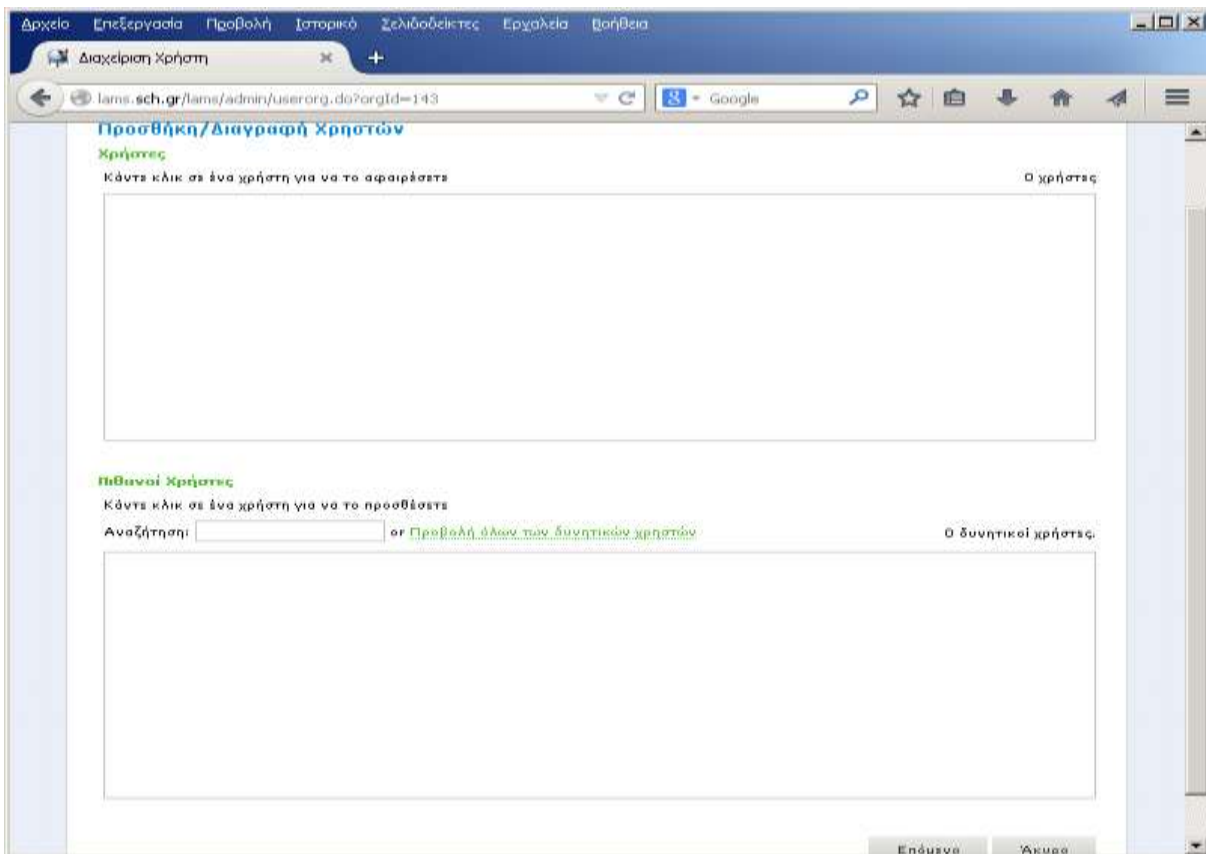 Αρχείο Επεξεργασία Προβολή Ιστορικό Σελιδοδείκτες Εργαλεία Βοήθεια
Διαχείριση Χρήστη
lams.sch.gr/lams/admin/userorg.do?orgId=143 Google
Προσθήκη/Διαγραφή Χρηστών
Χρήστες
Κάντε κλικ σε ένα χρήστη για να το αφαιρέσετε 0 χρήστες
Πιθανοί Χρήστες
Κάντε κλικ σε ένα χρήστη για να το προσθέσετε
Αναζήτηση: or Προβολή όλων των δυνητικών χρηστών 0 δυνητικοί χρήστες.
Επόμενο Άκυρο